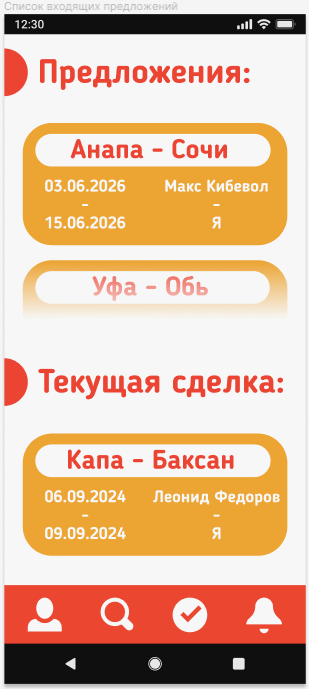 Список входящих предложений
12:30
Предложения:
Анапа - Сочи
03.06.2026 Макс Кибевол
- -
15.06.2026 Я
Уфа - Обь
Текущая сделка:
Капа - Баксан
06.09.2024 Леонид Федоров
- -
09.09.2024 Я